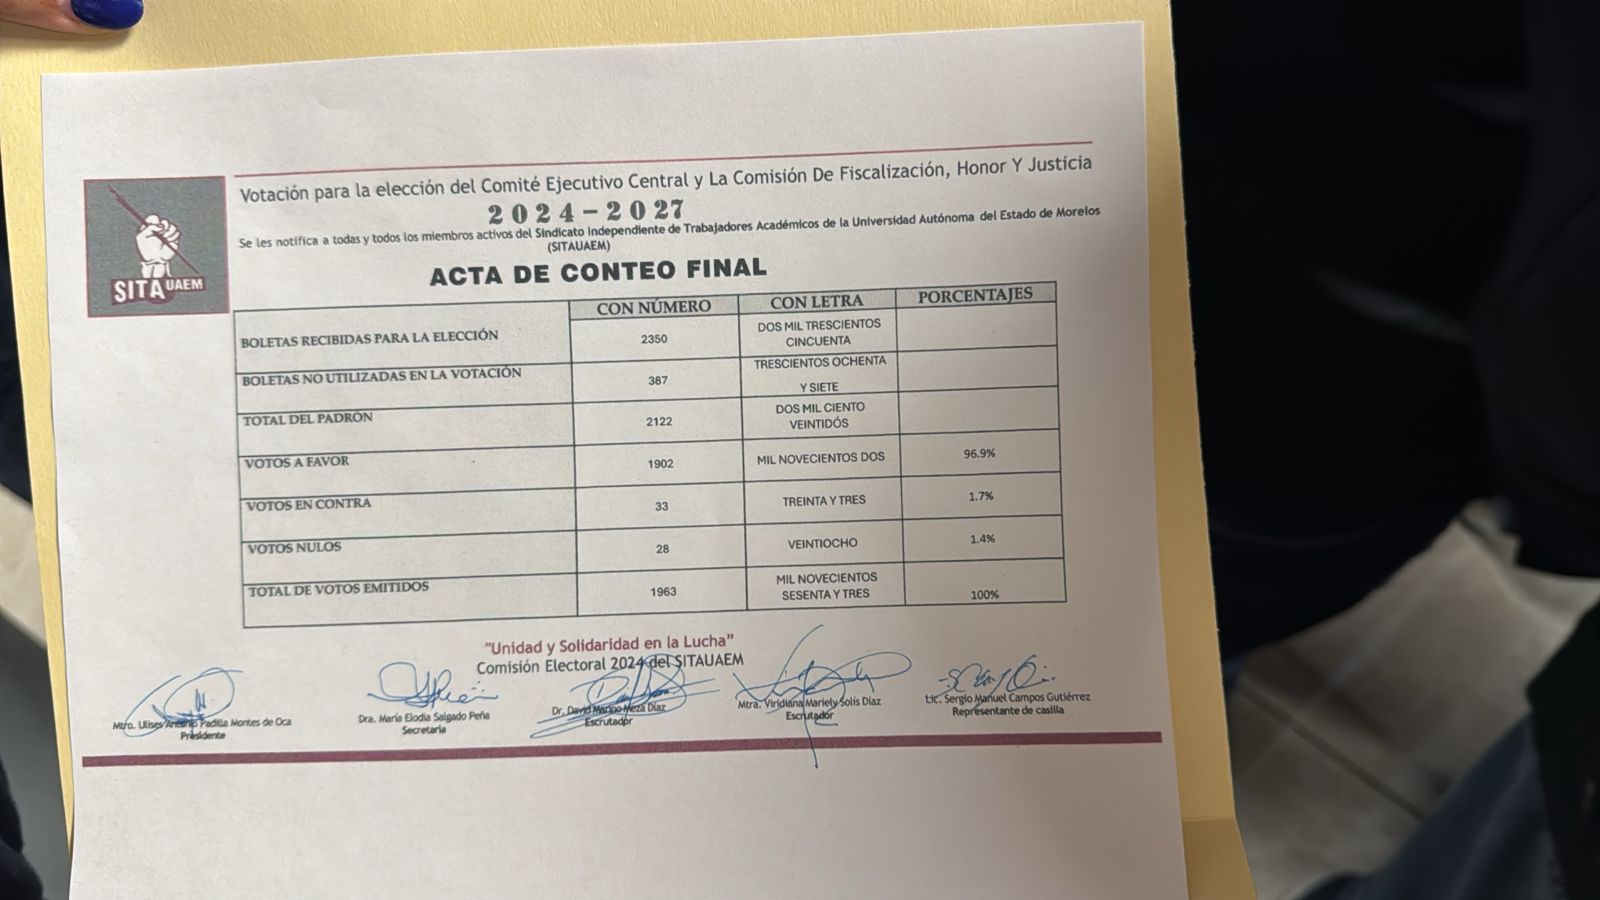 Votación para la elección del Comité Ejecutivo Central y La Comisión De Fiscalización, Honor Y Justicia
2024-2027
Se les notifica a todas y todos los miembros activos del Sindicato Independiente de Trabajadores Académicos de la Universidad Autónoma del Estado de Morelos
(SITAUAEM)
SITAUAEM
ACTA DE CONTEO FINAL
CON NÚMERO CON LETRA PORCENTAJES
BOLETAS RECIBIDAS PARA LA ELECCIÓN 2350 DOS MIL TRESCIENTOS
CINCUENTA
BOLETAS NO UTILIZADAS EN LA VOTACIÓN 387 TRESCIENTOS OCHENTA
Y SIETE
TOTAL DEL PADRÓN 2122 DOS MIL CIENTO
VEINTIDÓS
VOTOS A FAVOR 1902 MIL NOVECIENTOS DOS 96.9%
VOTOS EN CONTRA 33 TREINTA Y TRES 1.7%
VOTOS NULOS 28 VEINTIOCHO 1.4%
TOTAL DE VOTOS EMITIDOS 1963 MIL NOVECIENTOS
SESENTA Y TRES 100%
"Unidad y Solidaridad en la Lucha"
Comisión Electoral 2024 del SITAUAEM
Mtro. Ulises Antonio Padilla Montes de Oca
Presidente
Dra. María Elodia Salgado Peña
Secretaria
Dr. David Marino Meza Díaz
Escrutador
Mtra. Viridiana Mariely Solís Díaz
Escrutador
Lic. Sergio Manuel Campos Gutiérrez
Representante de casilla